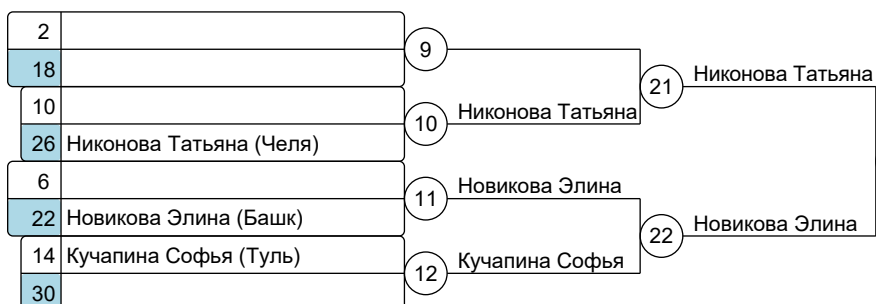 2
18
9
10
26 Никонова Татьяна (Челя)
10
Никонова Татьяна
21
Никонова Татьяна
6
22 Новикова Элина (Башк)
11
Новикова Элина
14 Кучапина Софья (Туль)
30
12
Кучапина Софья
22
Новикова Элина